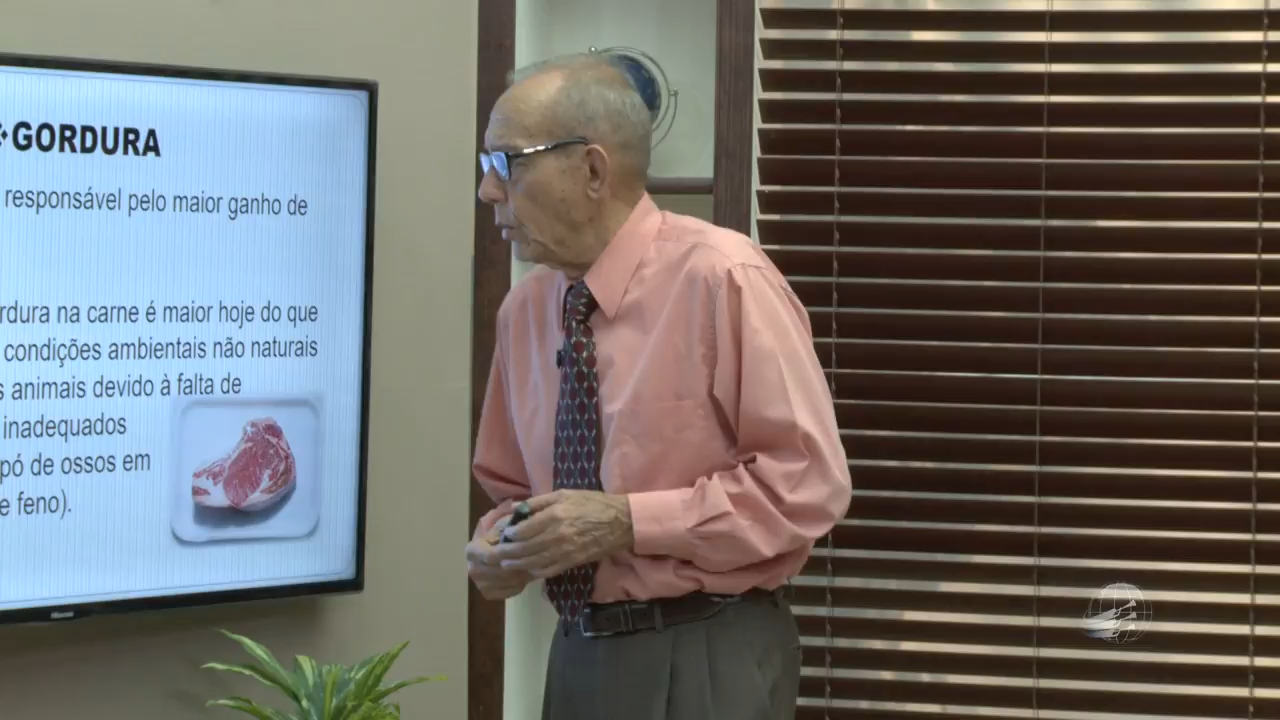 GORDURA
responsável pelo maior ganho de
rdura na carne é maior hoje do que
condições ambientais não naturais
s animais devido à falta de
inadequados
pó de ossos em
e feno).
Hisense